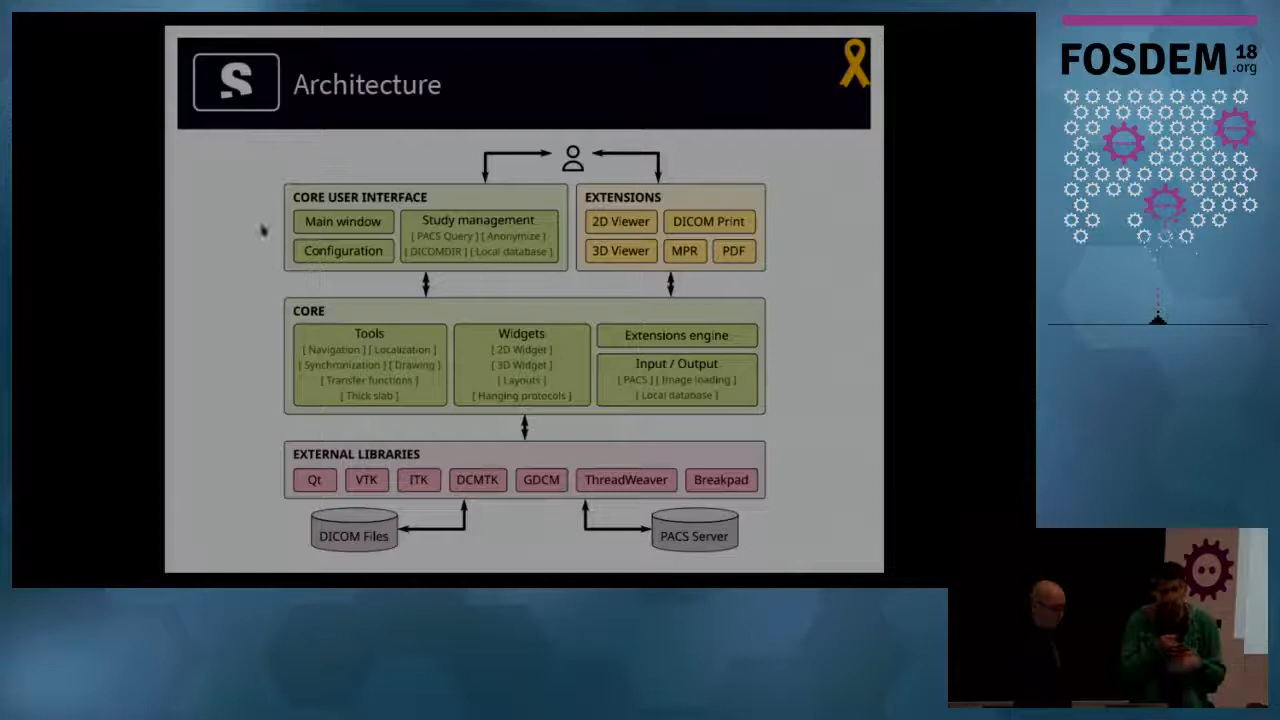 S
Architecture
CORE USER INTERFACE
Main window
Study management
[ PACS Query ] [ Anonymize ]
[ DICOMDIR ] [ Local database ]
Configuration
EXTENSIONS
2D Viewer
DICOM Print
3D Viewer
MPR
PDF
CORE
Tools
[ Navigation ] [ Localization ]
[ Synchronization ] [ Drawing ]
[ Transfer functions ]
[ Thick slab ]
Widgets
[ 2D Widget ]
[ 3D Widget ]
[ Layouts ]
[ Hanging protocols ]
Extensions engine
Input / Output
[ PACS ] [ Image loading ]
[ Local database ]
EXTERNAL LIBRARIES
Qt
VTK
ITK
DCMTK
GDCM
ThreadWeaver
Breakpad
DICOM Files
PACS Server
FOSDEM 18
.org